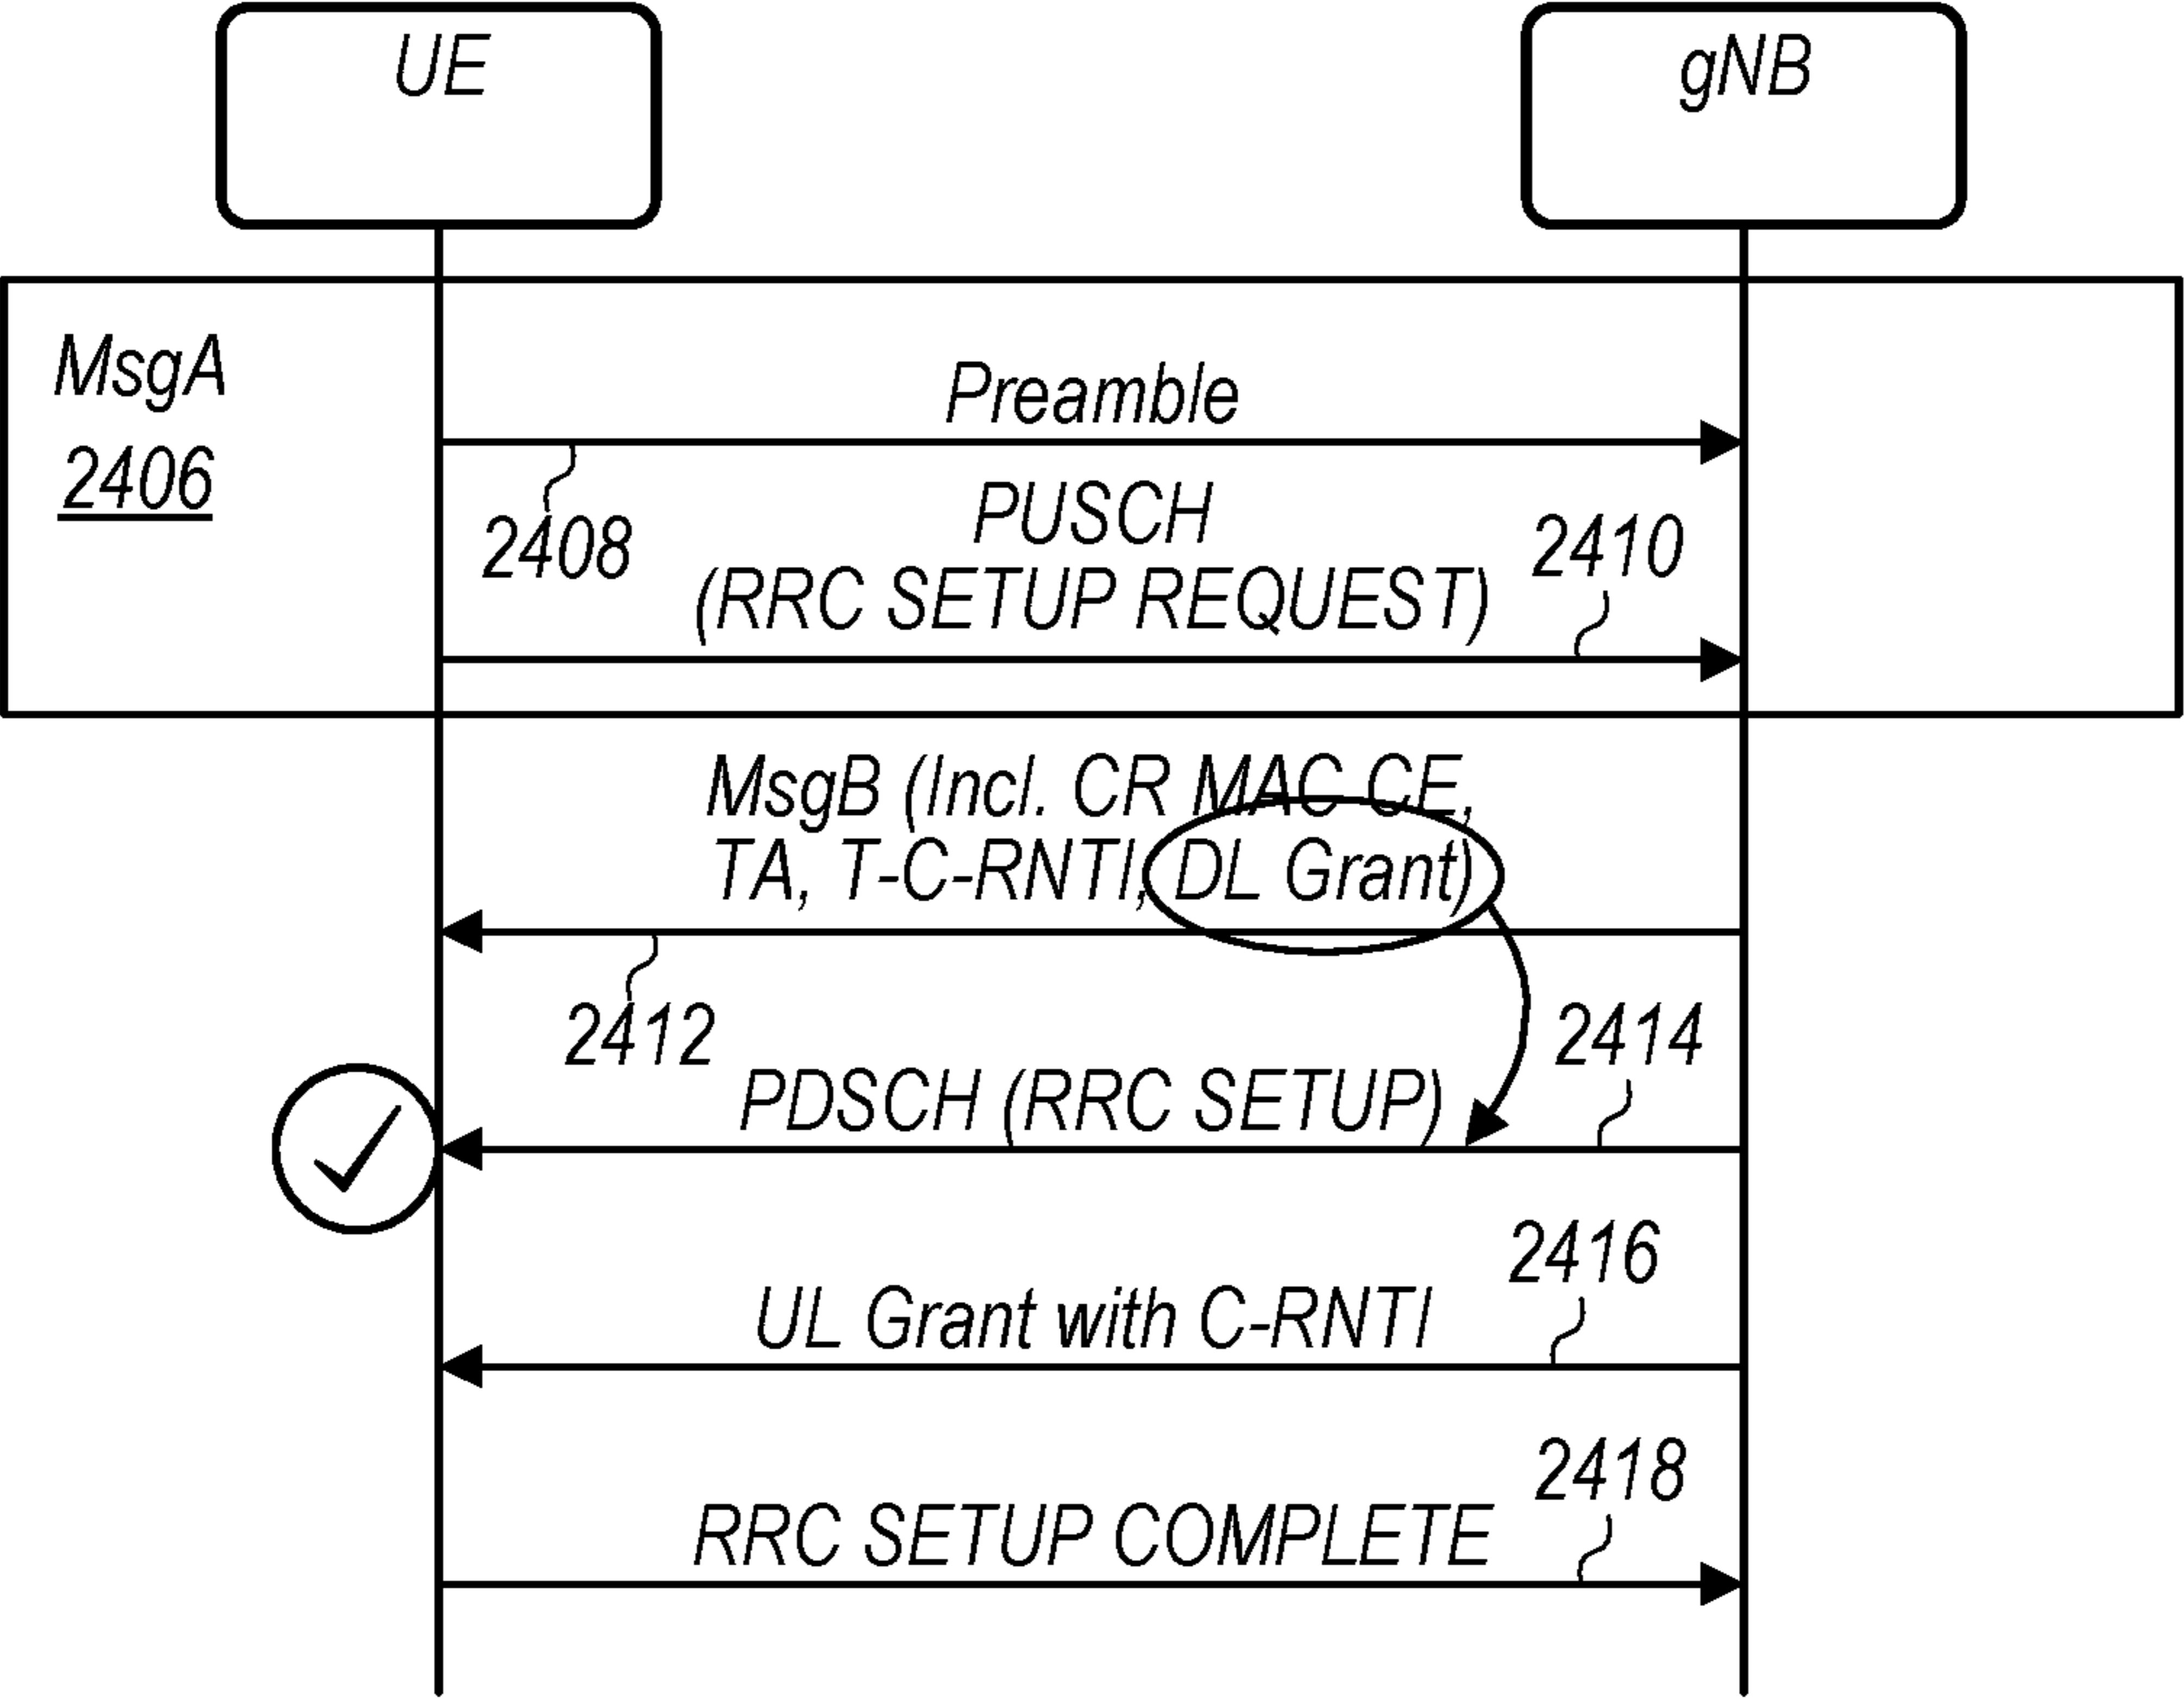 UE
gNB
MsgA
2406
Preamble
2408
PUSCH
(RRC SETUP REQUEST)
2410
MsgB (Incl. CR MAC CE,
TA, T-C-RNTI, DL Grant)
2412
2414
PDSCH (RRC SETUP)
2416
UL Grant with C-RNTI
2418
RRC SETUP COMPLETE